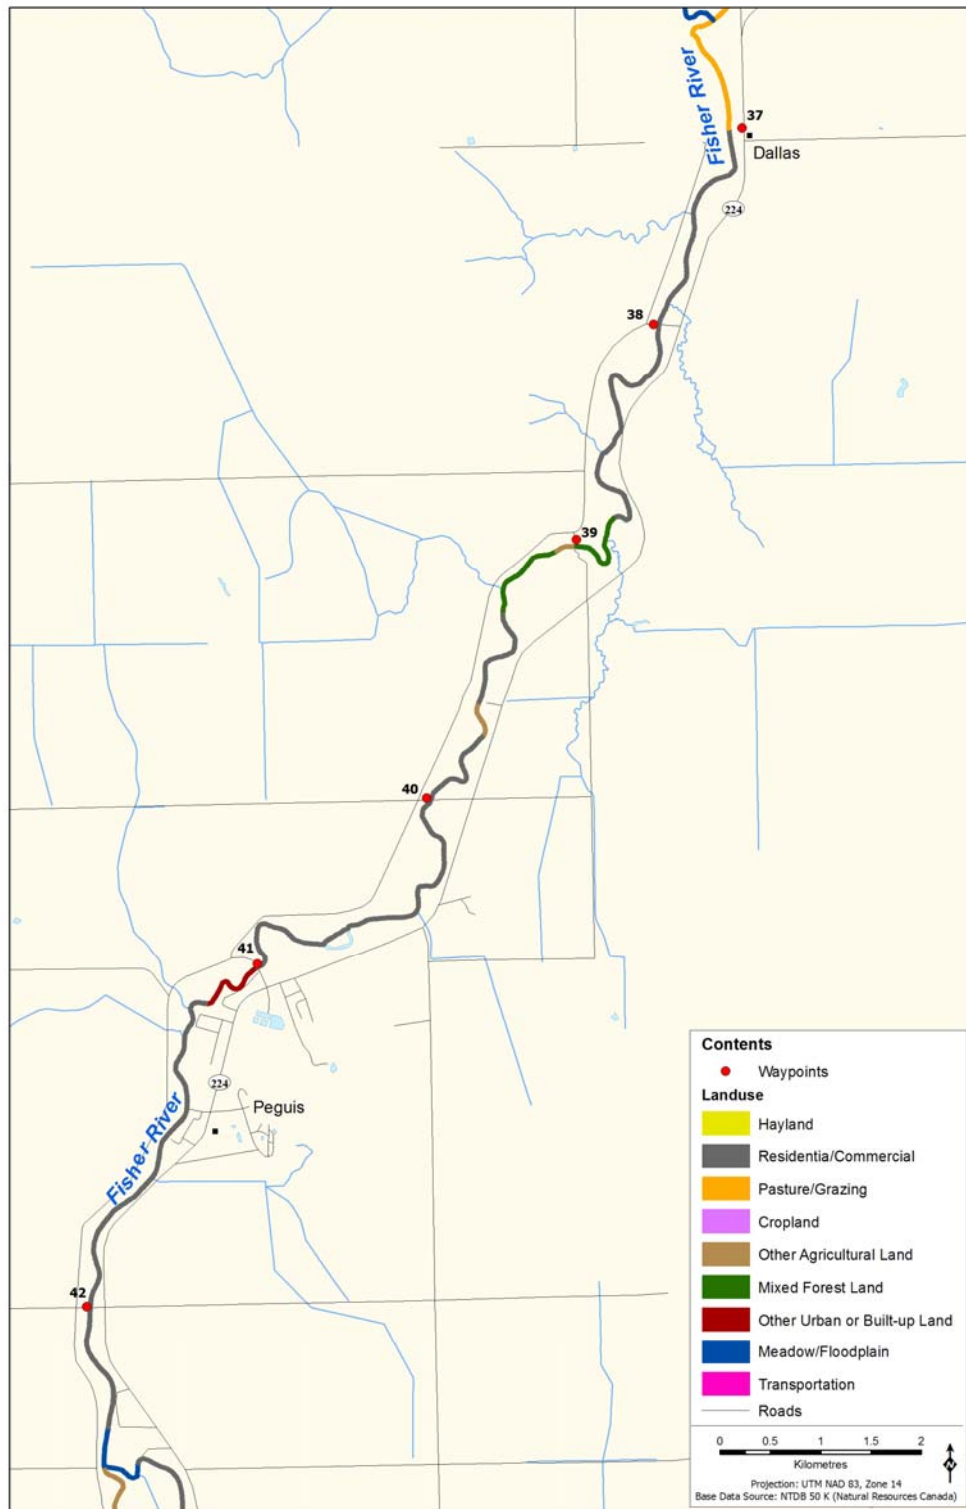 Fisher River
37
Dallas
224
38
39
40
41
224
Peguis
Fisher River
42
Contents
Waypoints
Landuse
Hayland
Residentia/Commercial
Pasture/Grazing
Cropland
Other Agricultural Land
Mixed Forest Land
Other Urban or Built-up Land
Meadow/Floodplain
Transportation
Roads
0 0.5 1 1.5 2
Kilometres
N
Projection: UTM NAD 83, Zone 14
Base Data Source: NTDB 50 K (Natural Resources Canada)